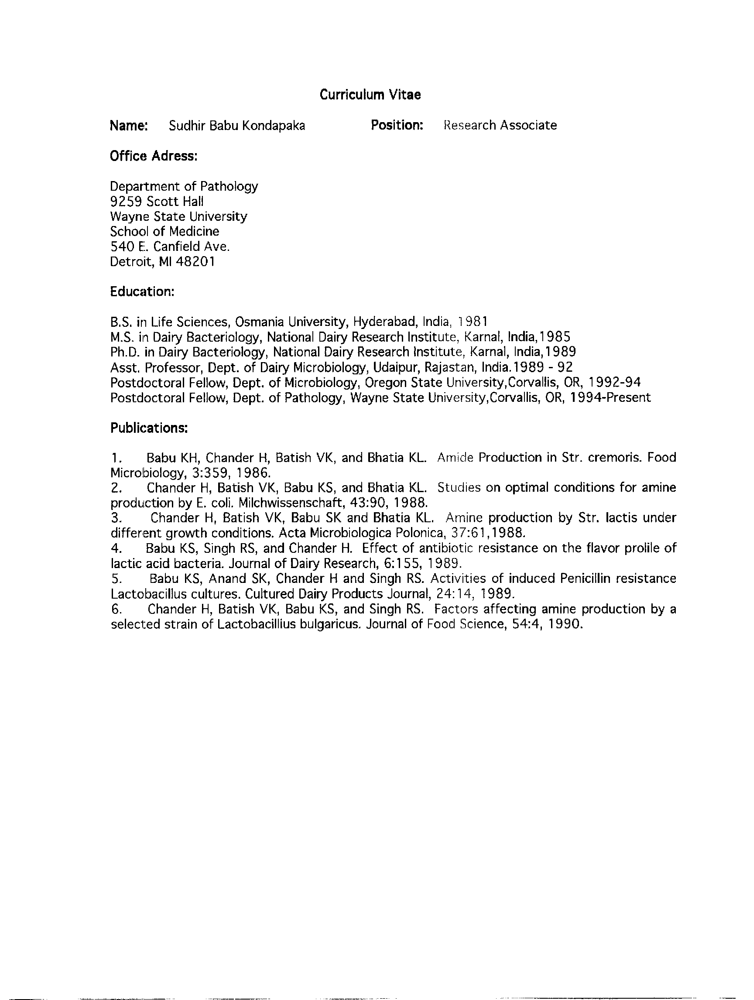 Curriculum Vitae
Name: Sudhir Babu Kondapaka Position: Research Associate
Office Adress:
Department of Pathology
9259 Scott Hall
Wayne State University
School of Medicine
540 E. Canfield Ave.
Detroit, MI 48201
Education:
B.S. in Life Sciences, Osmania University, Hyderabad, India, 1981
M.S. in Dairy Bacteriology, National Dairy Research Institute, Karnal, India,1985
Ph.D. in Dairy Bacteriology, National Dairy Research Institute, Karnal, India,1989
Asst. Professor, Dept. of Dairy Microbiology, Udaipur, Rajastan, India.1989 - 92
Postdoctoral Fellow, Dept. of Microbiology, Oregon State University,Corvallis, OR, 1992-94
Postdoctoral Fellow, Dept. of Pathology, Wayne State University,Corvallis, OR, 1994-Present
Publications:
1. Babu KH, Chander H, Batish VK, and Bhatia KL. Amide Production in Str. cremoris. Food
Microbiology, 3:359, 1986.
2. Chander H, Batish VK, Babu KS, and Bhatia KL. Studies on optimal conditions for amine
production by E. coli. Milchwissenschaft, 43:90, 1988.
3. Chander H, Batish VK, Babu SK and Bhatia KL. Amine production by Str. lactis under
different growth conditions. Acta Microbiologica Polonica, 37:61,1988.
4. Babu KS, Singh RS, and Chander H. Effect of antibiotic resistance on the flavor prolile of
lactic acid bacteria. Journal of Dairy Research, 6:155, 1989.
5. Babu KS, Anand SK, Chander H and Singh RS. Activities of induced Penicillin resistance
Lactobacillus cultures. Cultured Dairy Products Journal, 24:14, 1989.
6. Chander H, Batish VK, Babu KS, and Singh RS. Factors affecting amine production by a
selected strain of Lactobacillius bulgaricus. Journal of Food Science, 54:4, 1990.